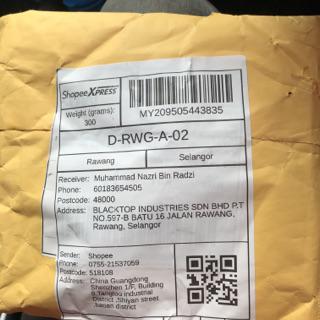 ShopeeXPRESS
Weight (grams):
300
MY209505443835
D-RWG-A-02
Rawang Selangor
Receiver: Muhammad Nazri Bin Radzi
Phone: 60183654505
Postcode: 48000
Address: BLACKTOP INDUSTRIES SDN BHD P.T
NO.597-B BATU 16 JALAN RAWANG,
Rawang, Selangor
Sender: Shopee
Phone: 0755-21537059
Postcode: 518108
Address: China Guangdong
Shenzhen 1/F, Building
industrial
District ,Shiyan street
,baoan district